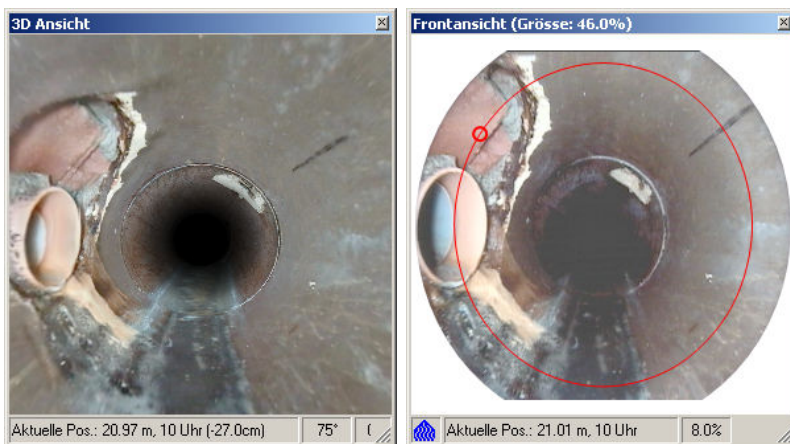 3D Ansicht
Frontansicht (Grösse: 46.0%)
Aktuelle Pos.: 20.97 m, 10 Uhr (-27.0cm)
75°
Aktuelle Pos.: 21.01 m, 10 Uhr
8.0%